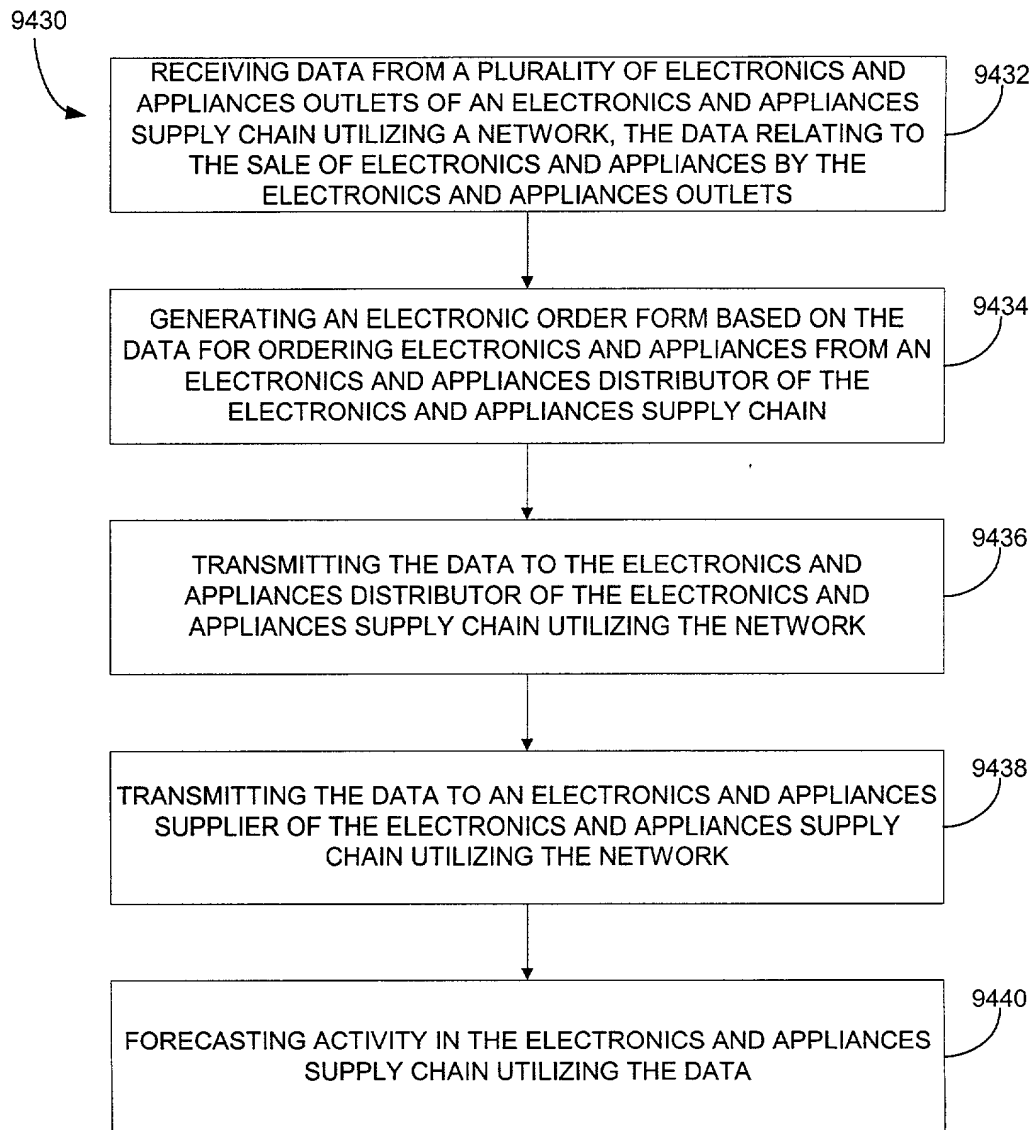 9430
RECEIVING DATA FROM A PLURALITY OF ELECTRONICS AND
APPLIANCES OUTLETS OF AN ELECTRONICS AND APPLIANCES
SUPPLY CHAIN UTILIZING A NETWORK, THE DATA RELATING TO
THE SALE OF ELECTRONICS AND APPLIANCES BY THE
ELECTRONICS AND APPLIANCES OUTLETS
9432
GENERATING AN ELECTRONIC ORDER FORM BASED ON THE
DATA FOR ORDERING ELECTRONICS AND APPLIANCES FROM AN
ELECTRONICS AND APPLIANCES DISTRIBUTOR OF THE
ELECTRONICS AND APPLIANCES SUPPLY CHAIN
9434
TRANSMITTING THE DATA TO THE ELECTRONICS AND
APPLIANCES DISTRIBUTOR OF THE ELECTRONICS AND
APPLIANCES SUPPLY CHAIN UTILIZING THE NETWORK
9436
TRANSMITTING THE DATA TO AN ELECTRONICS AND APPLIANCES
SUPPLIER OF THE ELECTRONICS AND APPLIANCES SUPPLY
CHAIN UTILIZING THE NETWORK
9438
FORECASTING ACTIVITY IN THE ELECTRONICS AND APPLIANCES
SUPPLY CHAIN UTILIZING THE DATA
9440